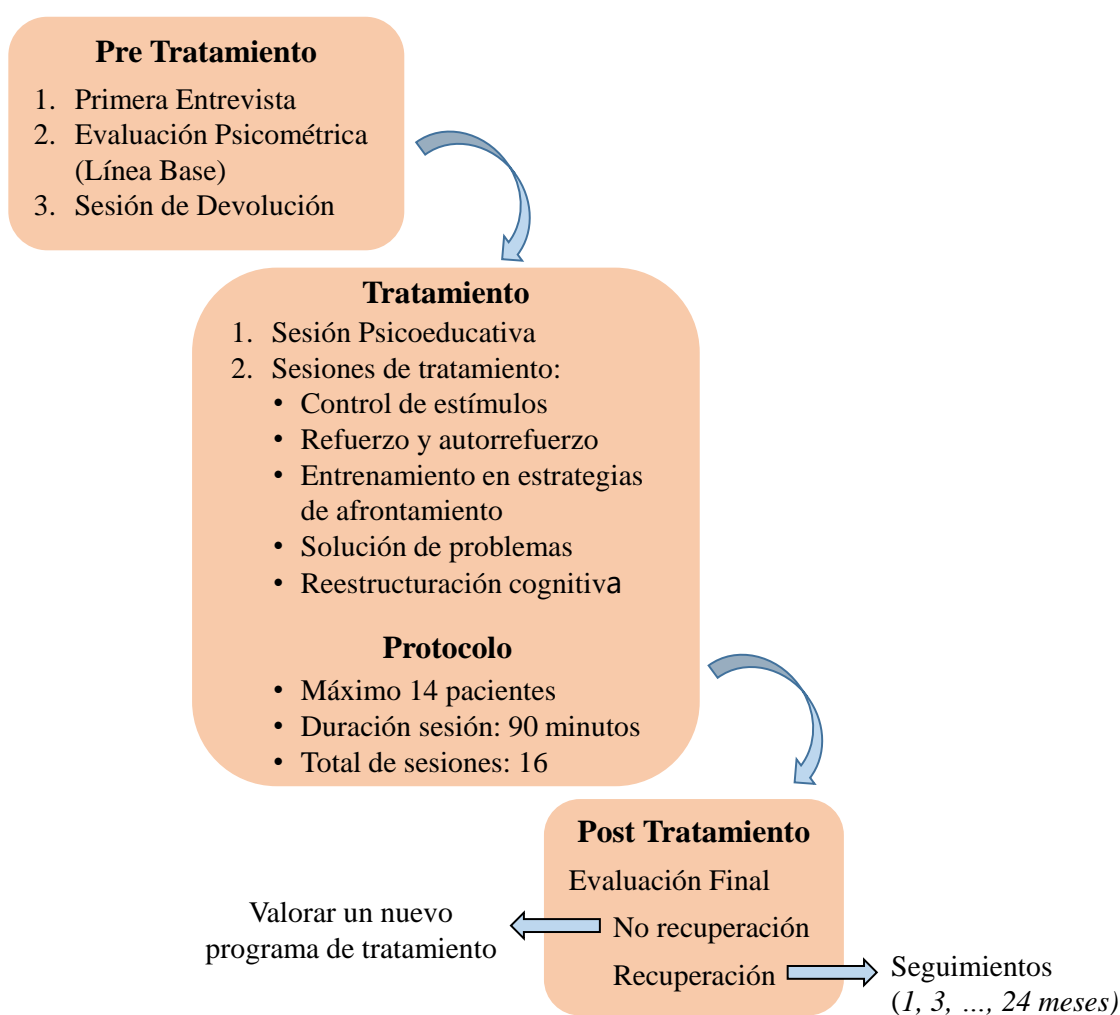 Pre Tratamiento
1. Primera Entrevista
2. Evaluación Psicométrica
(Línea Base)
3. Sesión de Devolución
Tratamiento
1. Sesión Psicoeducativa
2. Sesiones de tratamiento:
• Control de estímulos
• Refuerzo y autorrefuerzo
• Entrenamiento en estrategias
de afrontamiento
• Solución de problemas
• Reestructuración cognitiva
Protocolo
• Máximo 14 pacientes
• Duración sesión: 90 minutos
• Total de sesiones: 16
Post Tratamiento
Evaluación Final
No recuperación
Valorar un nuevo
programa de tratamiento
Recuperación
Seguimientos
(1, 3, …, 24 meses)